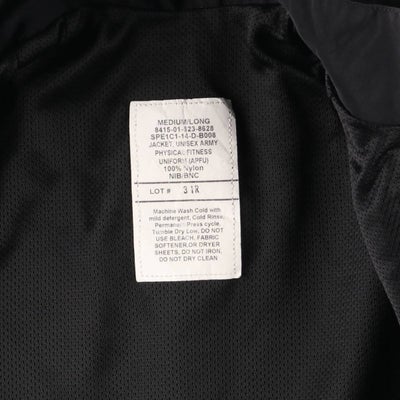 MEDIUM/LONG
8415-01-623-8628
SPE1C1-14-D-B008
JACKET, UNISEX ARMY
PHYSICAL FITNESS
UNIFORM (APFU)
100% Nylon
NIB/BNC
LOT # 31R
Machine Wash Cold with
mild detergent, Cold Rinse,
Permanent Press cycle.
Tumble Dry Low, DO NOT
USE BLEACH, FABRIC
SOFTENER OR DRYER
SHEETS, DO NOT IRON,
DO NOT DRY CLEAN.